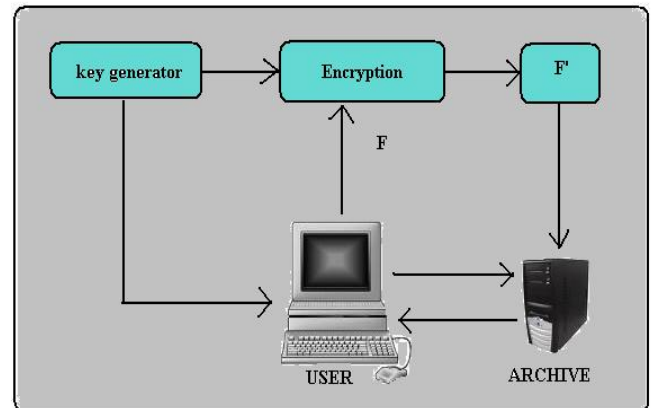 key generator
Encryption
F'
F
USER
ARCHIVE